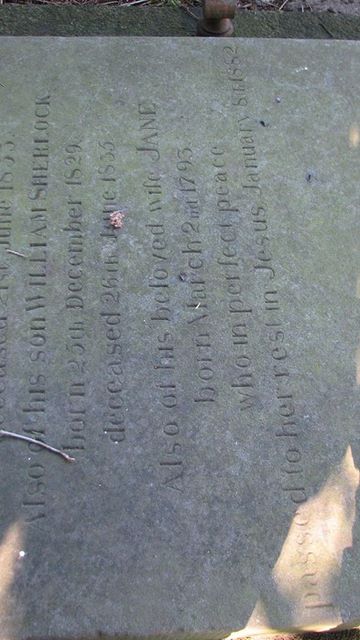 June
Also of his son WILLIAM SHERLOCK
born 25th December 1829.
deceased 26th June 1855
Also of his beloved wife JANE
born March 2nd 1795
who in perfect peace
passed to her rest in Jesus January 8th 1882